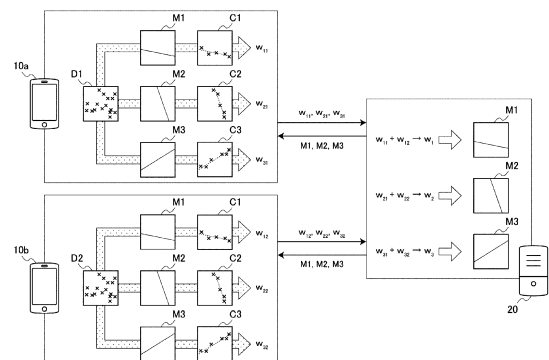 M1 C1
10a
D1
w11
M2 C2
w21
M3 C3
w31
w11, w21, w31
M1, M2, M3
M1
w11 + w12 → w1
M2
w21 + w22 → w2
M3
w31 + w32 → w3
20
M1 C1
10b
D2
w12
M2 C2
w22
M3 C3
w32
w12, w22, w32
M1, M2, M3